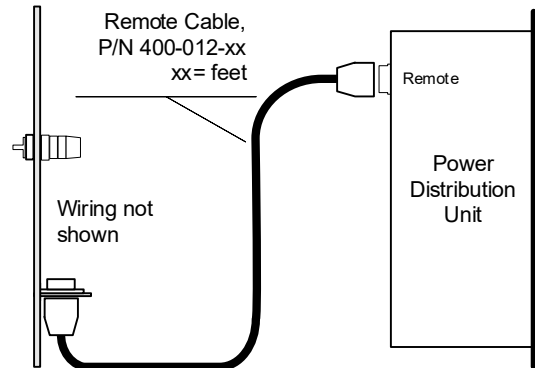 Remote Cable,
P/N 400-012-xx
xx= feet
Remote
Power
Distribution
Unit
Wiring not
shown